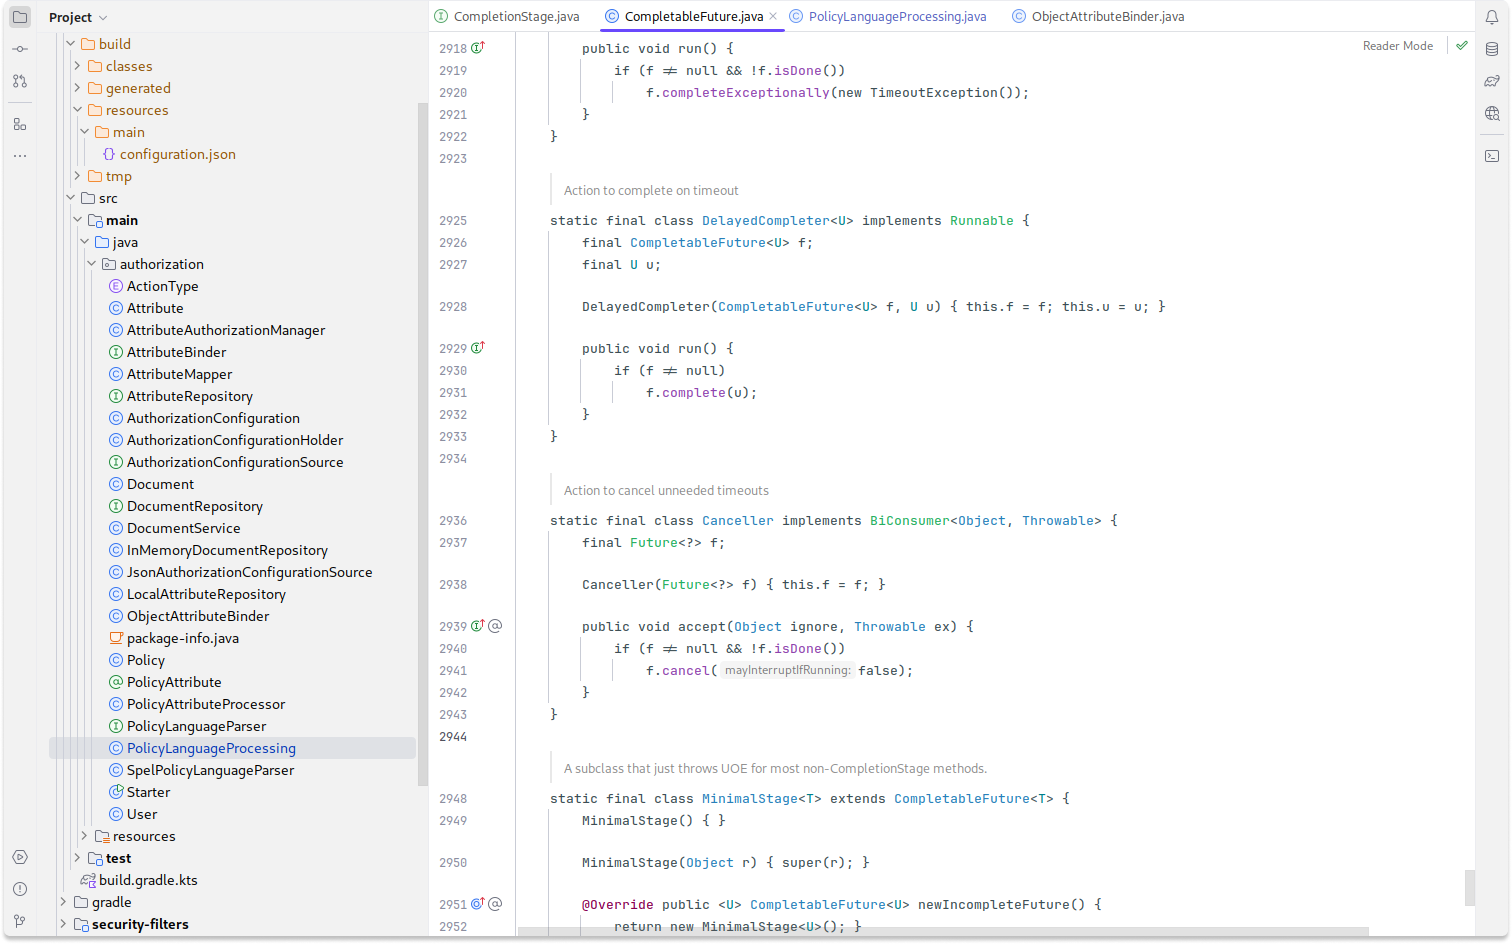 Project
CompletionStage.java
CompletableFuture.java
PolicyLanguageProcessing.java
ObjectAttributeBinder.java
build
classes
generated
resources
main
configuration.json
tmp
src
main
java
authorization
ActionType
Attribute
AttributeAuthorizationManager
AttributeBinder
AttributeMapper
AttributeRepository
AuthorizationConfiguration
AuthorizationConfigurationHolder
AuthorizationConfigurationSource
Document
DocumentRepository
DocumentService
InMemoryDocumentRepository
JsonAuthorizationConfigurationSource
LocalAttributeRepository
ObjectAttributeBinder
package-info.java
Policy
PolicyAttribute
PolicyAttributeProcessor
PolicyLanguageParser
PolicyLanguageProcessing
SpelPolicyLanguageParser
Starter
User
resources
test
build.gradle.kts
gradle
security-filters
Reader Mode
2918 public void run() {
2919 if (f ≠ null && !f.isDone())
2920 f.completeExceptionally(new TimeoutException());
2921 }
2922 }
2923
Action to complete on timeout
2925 static final class DelayedCompleter<U> implements Runnable {
2926 final CompletableFuture<U> f;
2927 final U u;
2928 DelayedCompleter(CompletableFuture<U> f, U u) { this.f = f; this.u = u; }
2929 public void run() {
2930 if (f ≠ null)
2931 f.complete(u);
2932 }
2933 }
2934
Action to cancel unneeded timeouts
2936 static final class Canceller implements BiConsumer<Object, Throwable> {
2937 final Future<?> f;
2938 Canceller(Future<?> f) { this.f = f; }
2939 public void accept(Object ignore, Throwable ex) {
2940 if (f ≠ null && !f.isDone())
2941 f.cancel( mayInterruptIfRunning: false);
2942 }
2943 }
2944
A subclass that just throws UOE for most non-CompletionStage methods.
2948 static final class MinimalStage<T> extends CompletableFuture<T> {
2949 MinimalStage() { }
2950 MinimalStage(Object r) { super(r); }
2951 @Override public <U> CompletableFuture<U> newIncompleteFuture() {
2952 return new MinimalStage<U>(); }